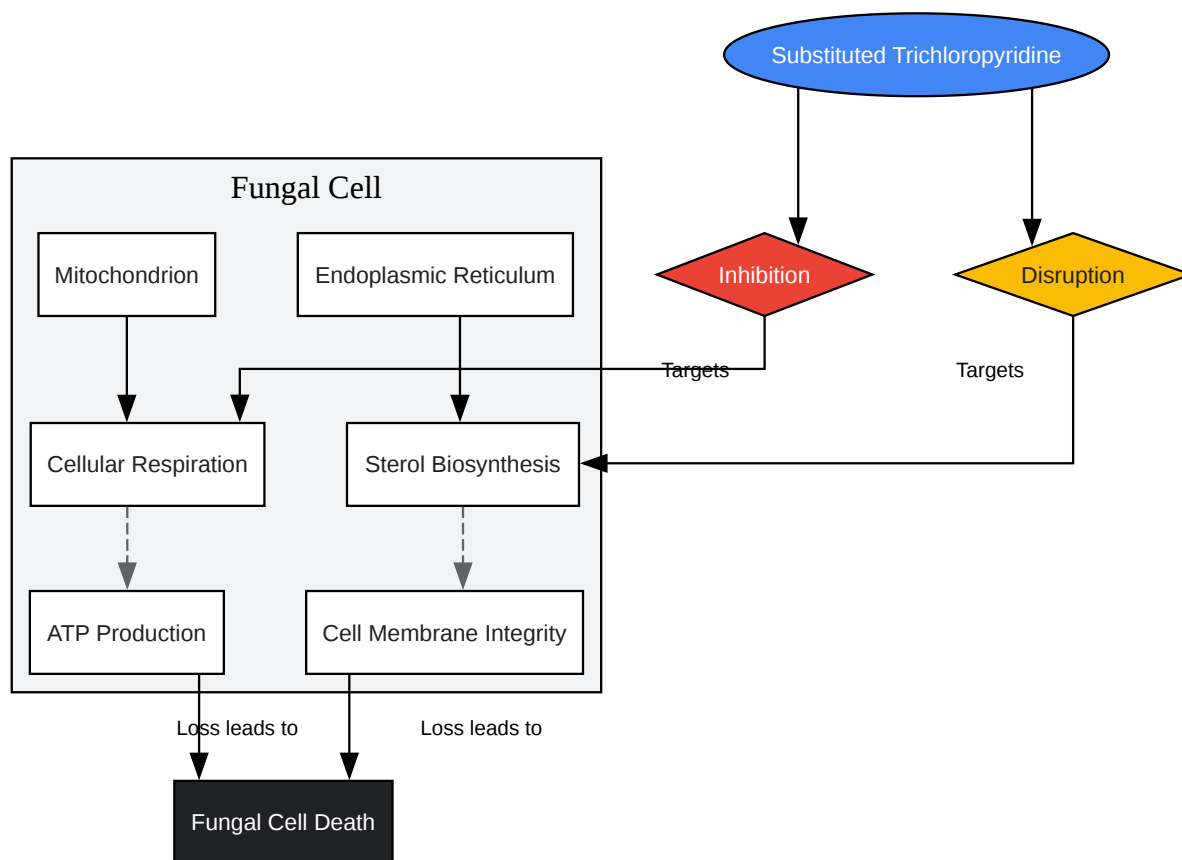 Substituted Trichloropyridine
Fungal Cell
Mitochondrion
Endoplasmic Reticulum
Inhibition
Disruption
Targets
Targets
Cellular Respiration
Sterol Biosynthesis
ATP Production
Cell Membrane Integrity
Loss leads to
Loss leads to
Fungal Cell Death